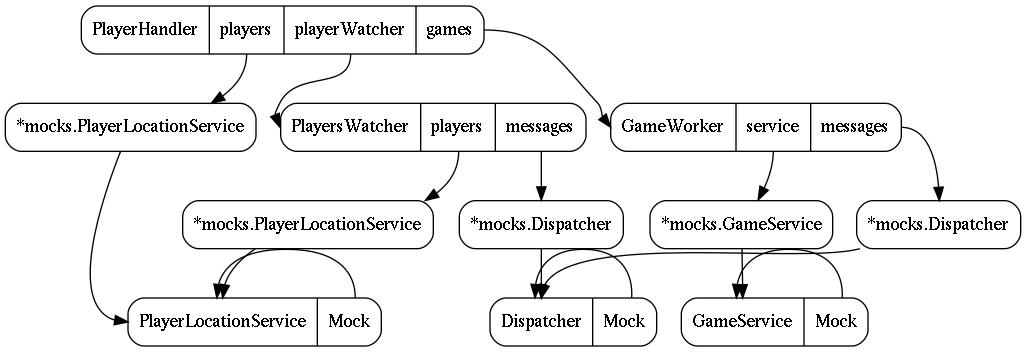 PlayerHandler players playerWatcher games
*mocks.PlayerLocationService
PlayersWatcher players messages
GameWorker service messages
*mocks.PlayerLocationService
*mocks.Dispatcher
*mocks.GameService
*mocks.Dispatcher
PlayerLocationService Mock
Dispatcher Mock
GameService Mock